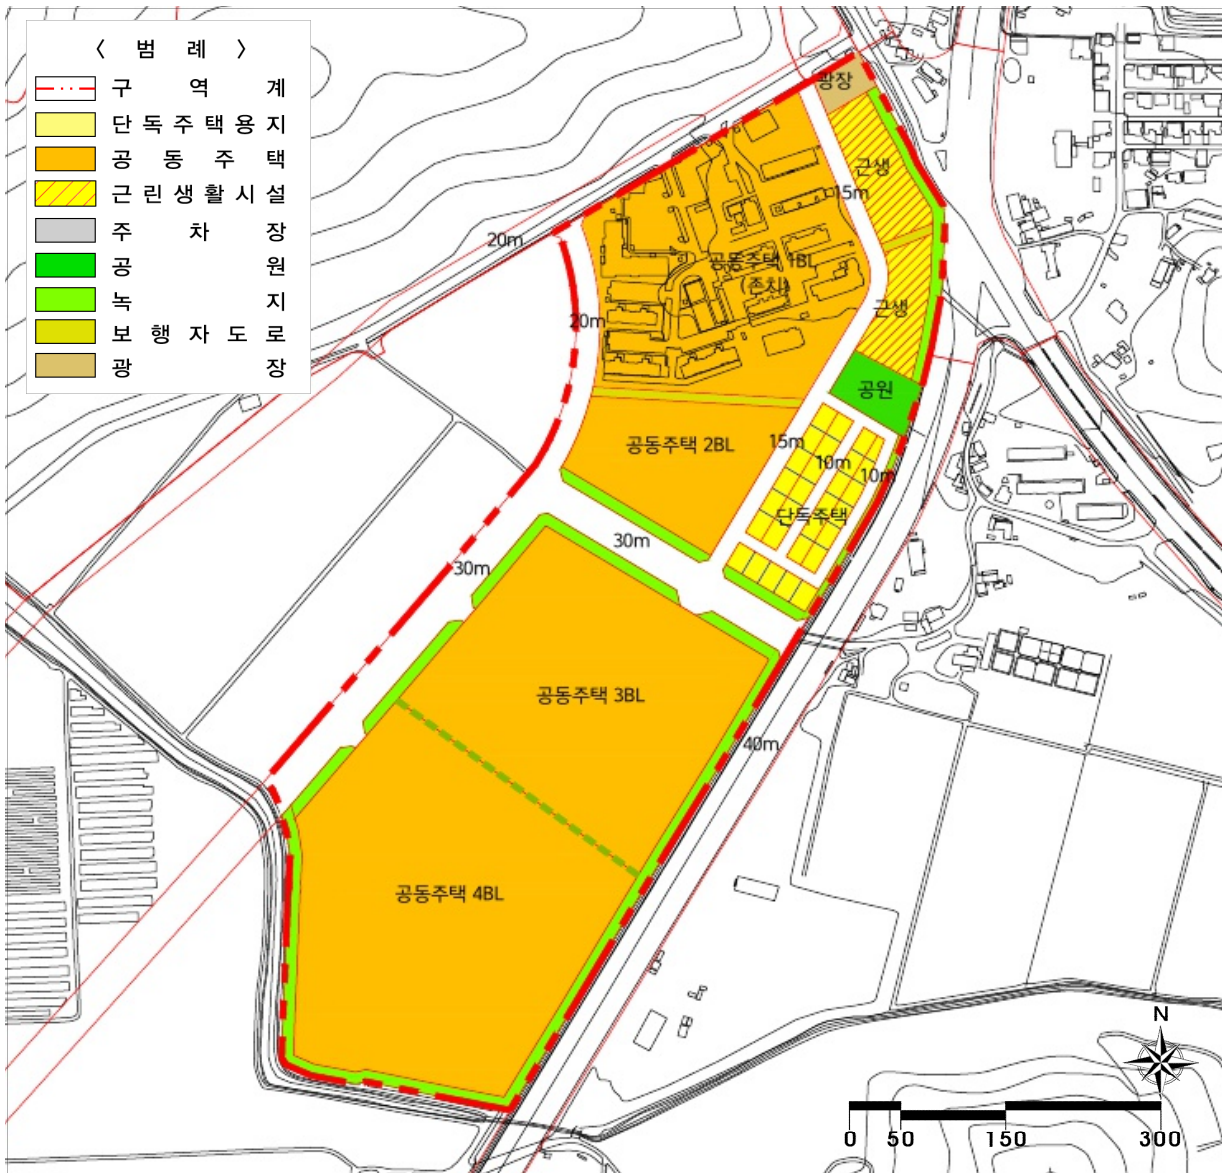 〈 범 례 〉
구 역 계
단 독 주 택 용 지
공 동 주 택
근 린 생 활 시 설
주 차 장
공 원
녹 지
보 행 자 도 로
광 장
광장
근생
15m
20m
공동주택 1BL
(존치)
근생
20m
공원
공동주택 2BL
15m
10m
10m
단독주택
30m
30m
공동주택 3BL
40m
공동주택 4BL
N
0 50 150 300